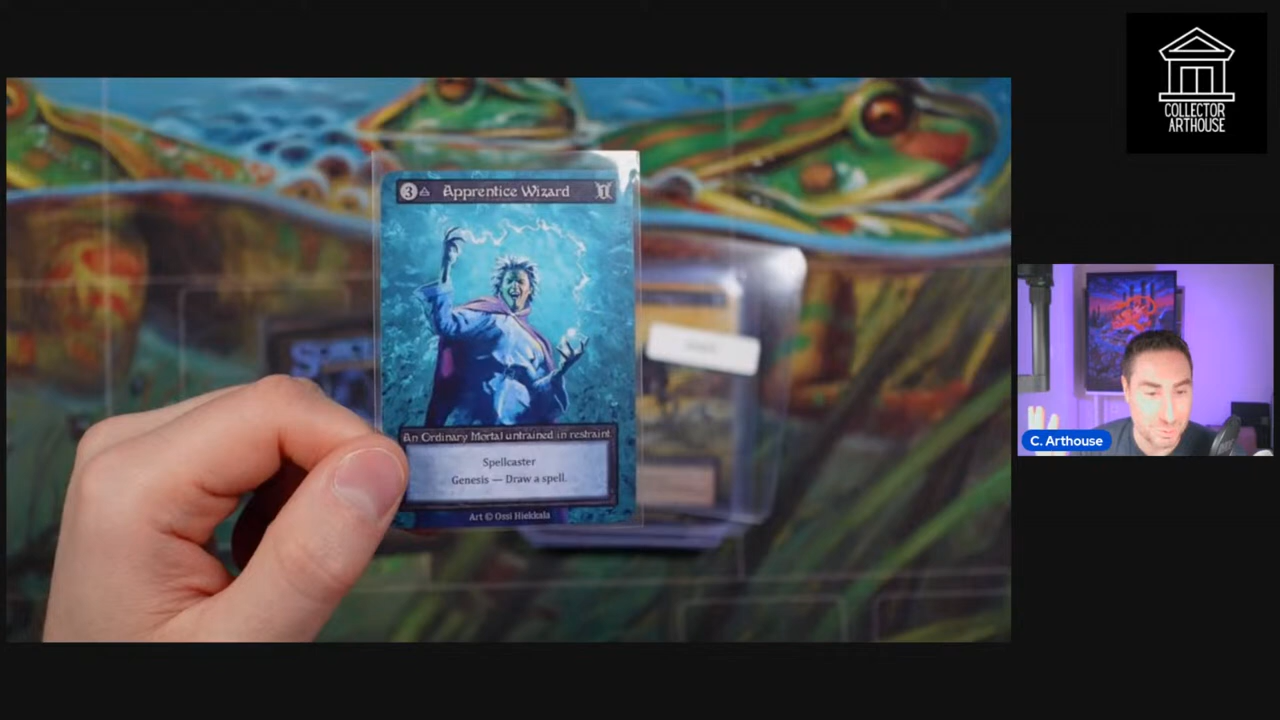 COLLECTOR
ARTHOUSE
3 Apprentice Wizard 1
An Ordinary Mortal untrained in restraint
Spellcaster
Genesis — Draw a spell.
Art © Ossi Hiekkala
C. Arthouse